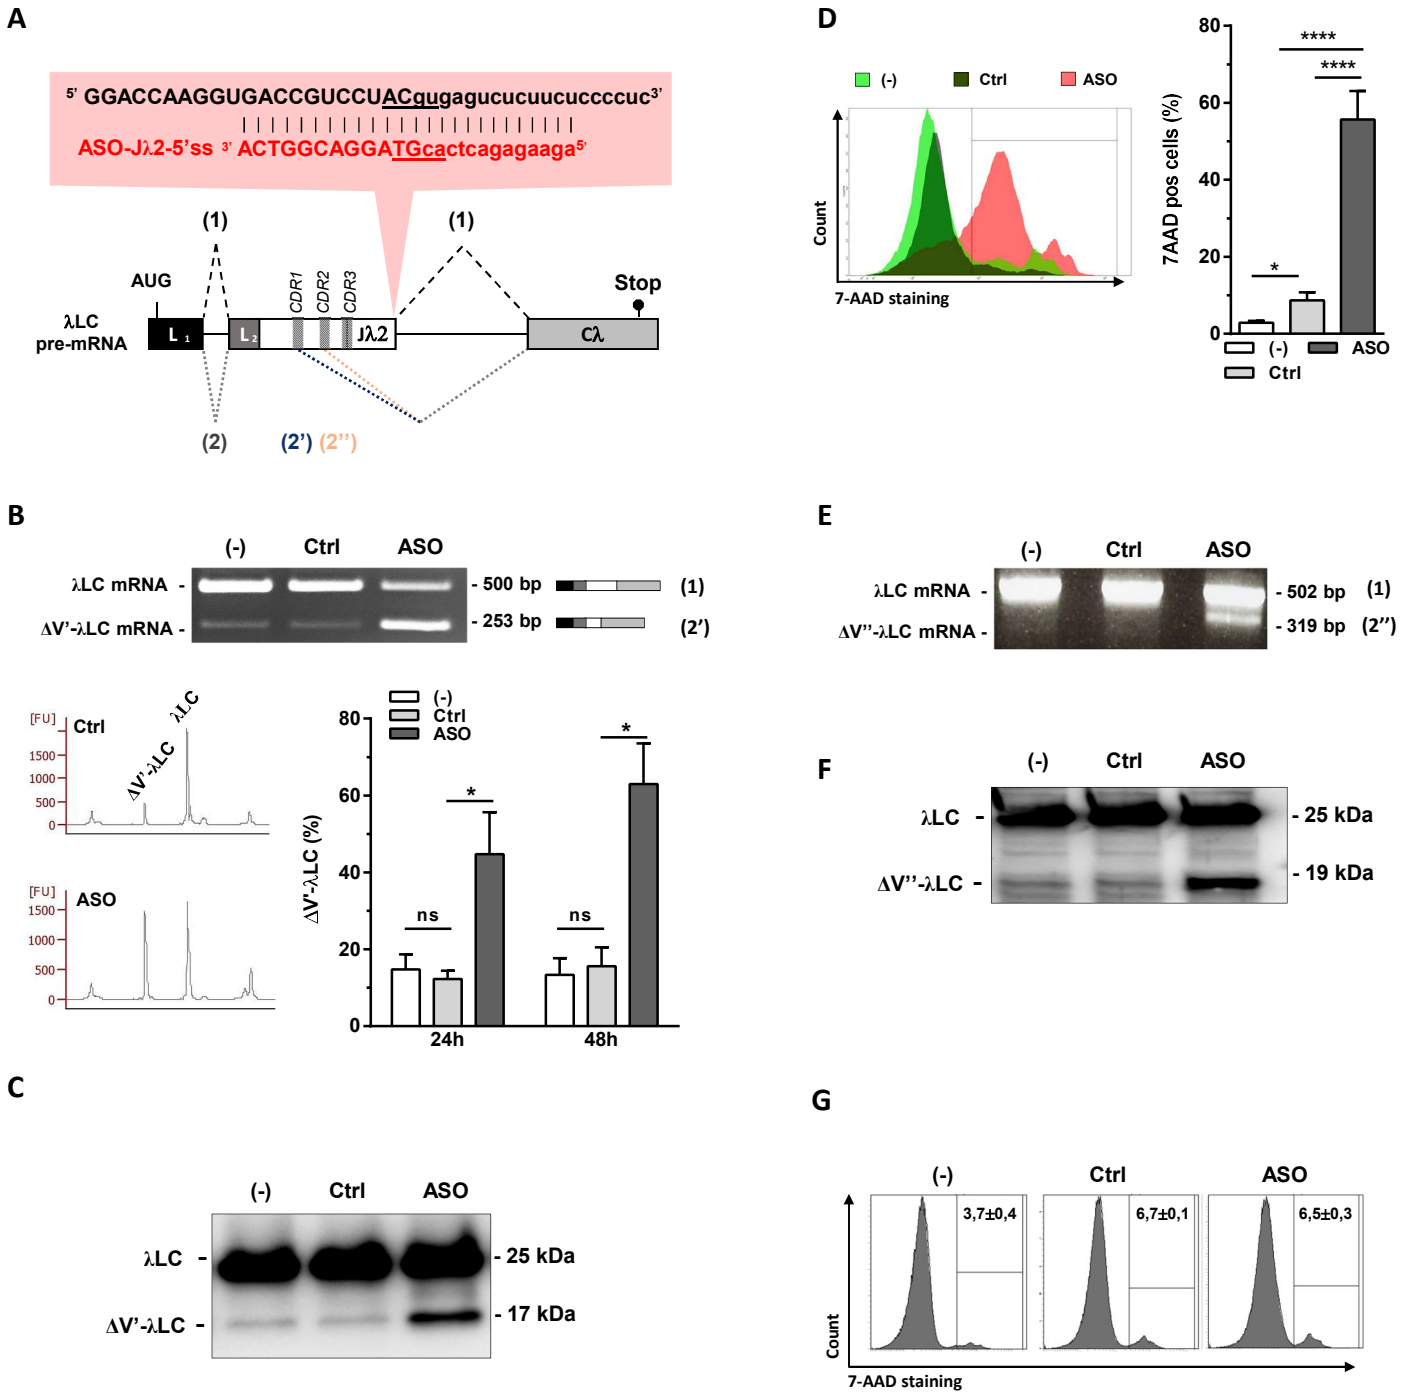 A
5' GGACCAAGGUGACCGUCCUACgugagucucuucuccccuc3'
ASO-Jλ2-5'ss 3' ACTGGCAGGATGcactcagagaaga5'
(1) (1)
AUG CDR1 CDR2 CDR3 Stop
λLC pre-mRNA
L1 L2 Jλ2 Cλ
(2) (2') (2'')
B
(-) Ctrl ASO
λLC mRNA - - 500 bp (1)
ΔV'-λLC mRNA - - 253 bp (2')
[FU]
Ctrl
ΔV'-λLC
λLC
1500
1000
500
0
[FU]
ASO
1500
1000
500
0
(-)
Ctrl
ASO
ΔV'-λLC (%)
80
60
40
20
0
ns * ns *
24h 48h
C
(-) Ctrl ASO
λLC - - 25 kDa
ΔV'-λLC - - 17 kDa
D
(-) Ctrl ASO
Count
7-AAD staining
7AAD pos cells (%)
80
60
40
20
0
****
****
*
(-) ASO
Ctrl
E
(-) Ctrl ASO
λLC mRNA - - 502 bp (1)
ΔV''-λLC mRNA - - 319 bp (2'')
F
(-) Ctrl ASO
λLC - - 25 kDa
ΔV''-λLC - - 19 kDa
G
(-) Ctrl ASO
3,7±0,4 6,7±0,1 6,5±0,3
Count
7-AAD staining